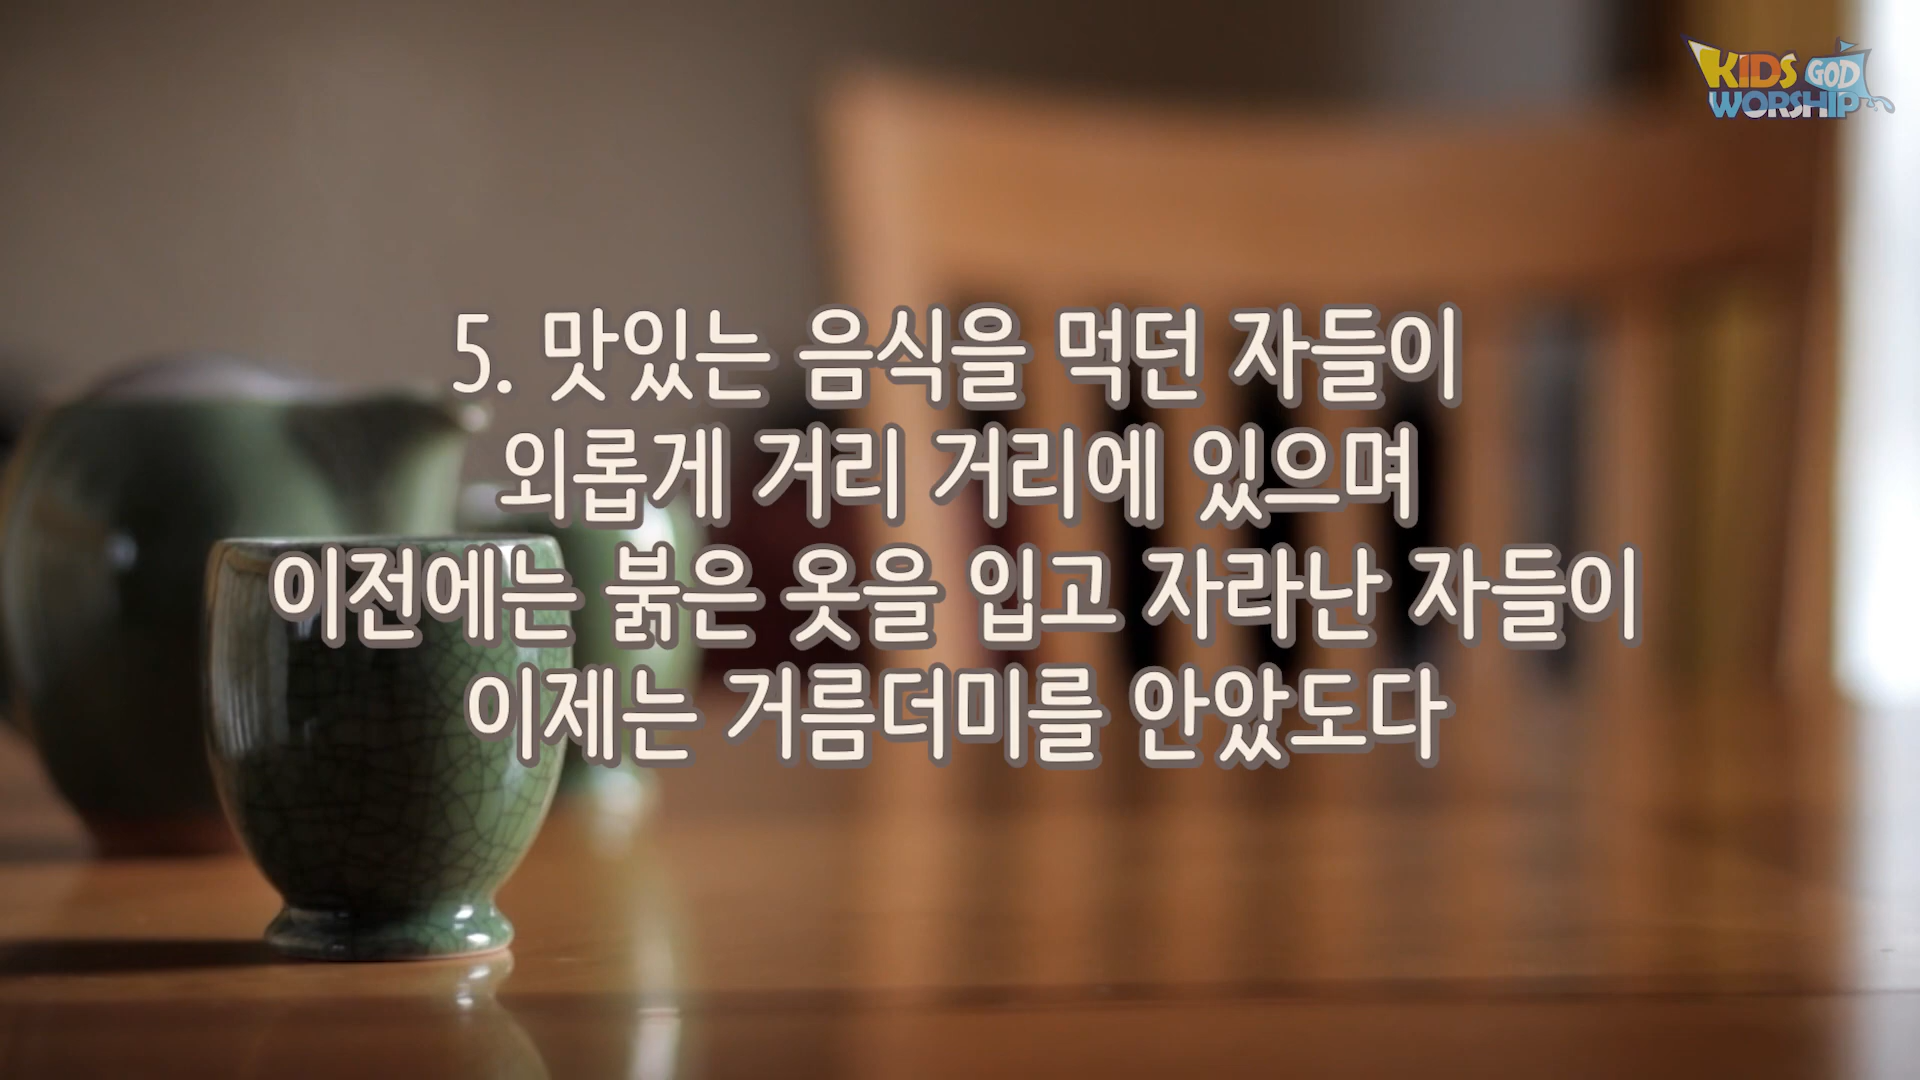 KIDS GOD
WORSHIP
5. 맛있는 음식을 먹던 자들이
외롭게 거리 거리에 있으며
이전에는 붉은 옷을 입고 자라난 자들이
이제는 거름더미를 안았도다